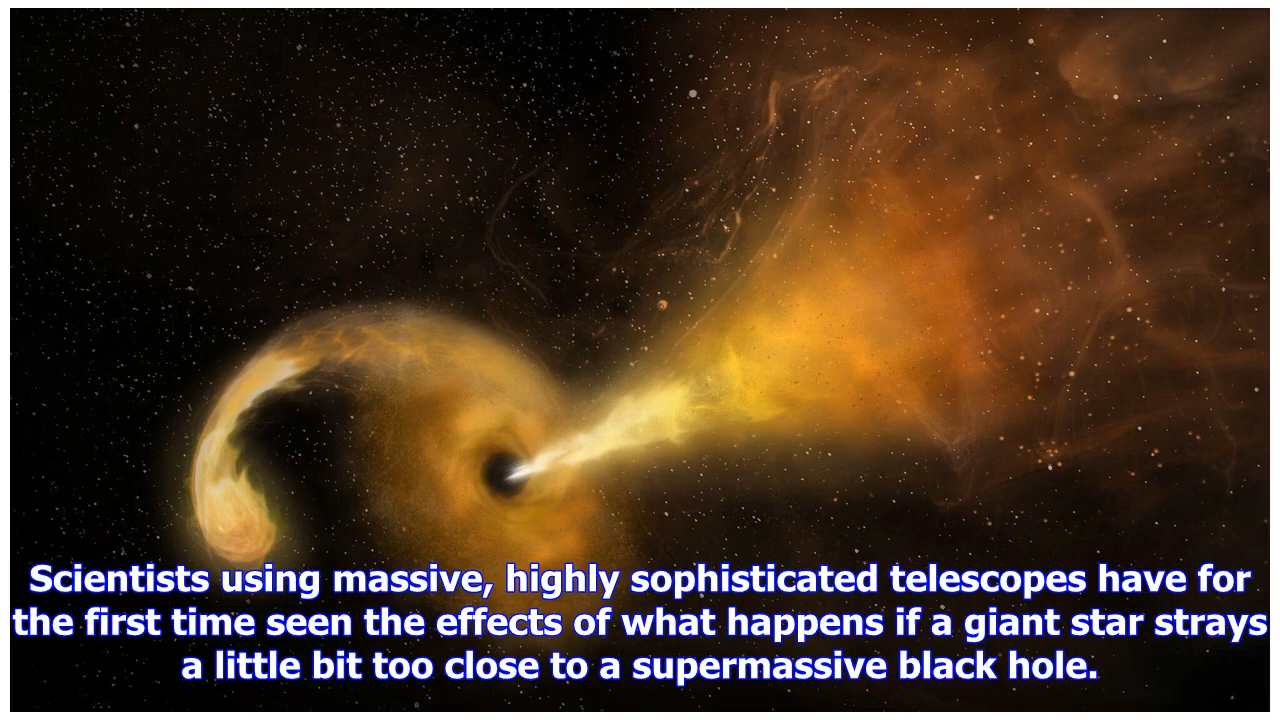 Scientists using massive, highly sophisticated telescopes have for
the first time seen the effects of what happens if a giant star strays
a little bit too close to a supermassive black hole.